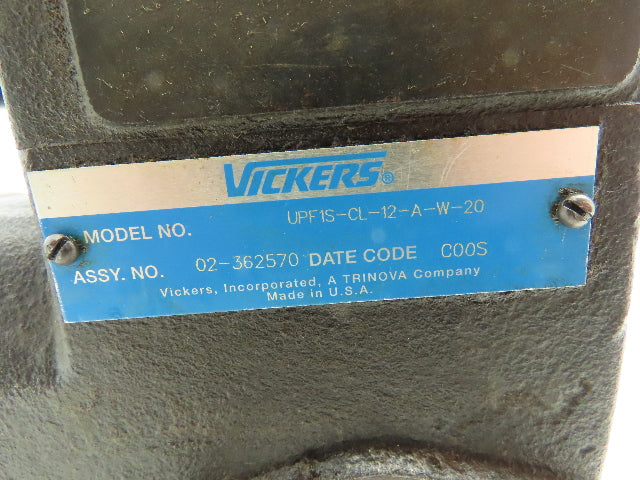 VICKERS®
MODEL NO. UPF1S-CL-12-A-W-20
ASSY. NO. 02-362570 DATE CODE C00S
Vickers, Incorporated, A TRINOVA Company
Made in U.S.A.